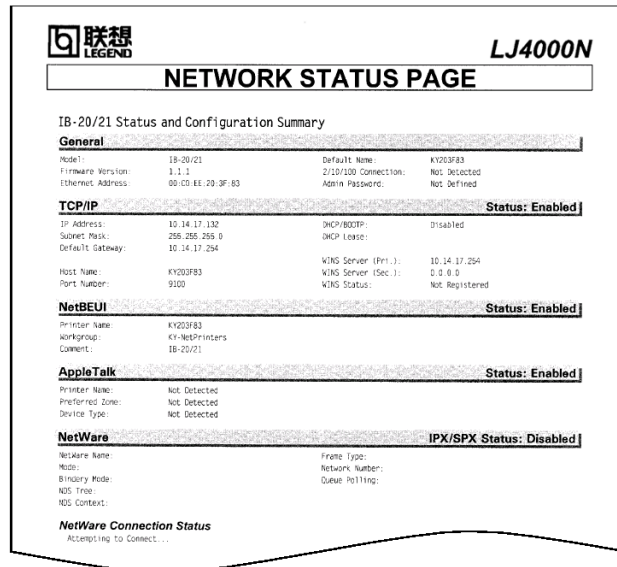 联想
LEGEND
LJ4000N
NETWORK STATUS PAGE
IB-20/21 Status and Configuration Summary
General
Model: IB-20/21 Default Name: KY203F83
Firmware Version: 1.1.1 2/10/100 Connection: Not Detected
Ethernet Address: 00:C0:EE:20:3F:83 Admin Password: Not Defined
TCP/IP Status: Enabled
IP Address: 10.14.17.132 DHCP/BOOTP: Disabled
Subnet Mask: 255.255.255.0 DHCP Lease:
Default Gateway: 10.14.17.254
WINS Server (Pri.): 10.14.17.254
Host Name: KY203F83 WINS Server (Sec.): 0.0.0.0
Port Number: 9100 WINS Status: Not Registered
NetBEUI Status: Enabled
Printer Name: KY203F83
Workgroup: KY-NetPrinters
Comment: IB-20/21
AppleTalk Status: Enabled
Printer Name: Not Detected
Preferred Zone: Not Detected
Device Type: Not Detected
NetWare IPX/SPX Status: Disabled
NetWare Name: Frame Type:
Mode: Network Number:
Bindery Mode: Queue Polling:
NDS Tree:
NDS Context:
NetWare Connection Status
Attempting to Connect...